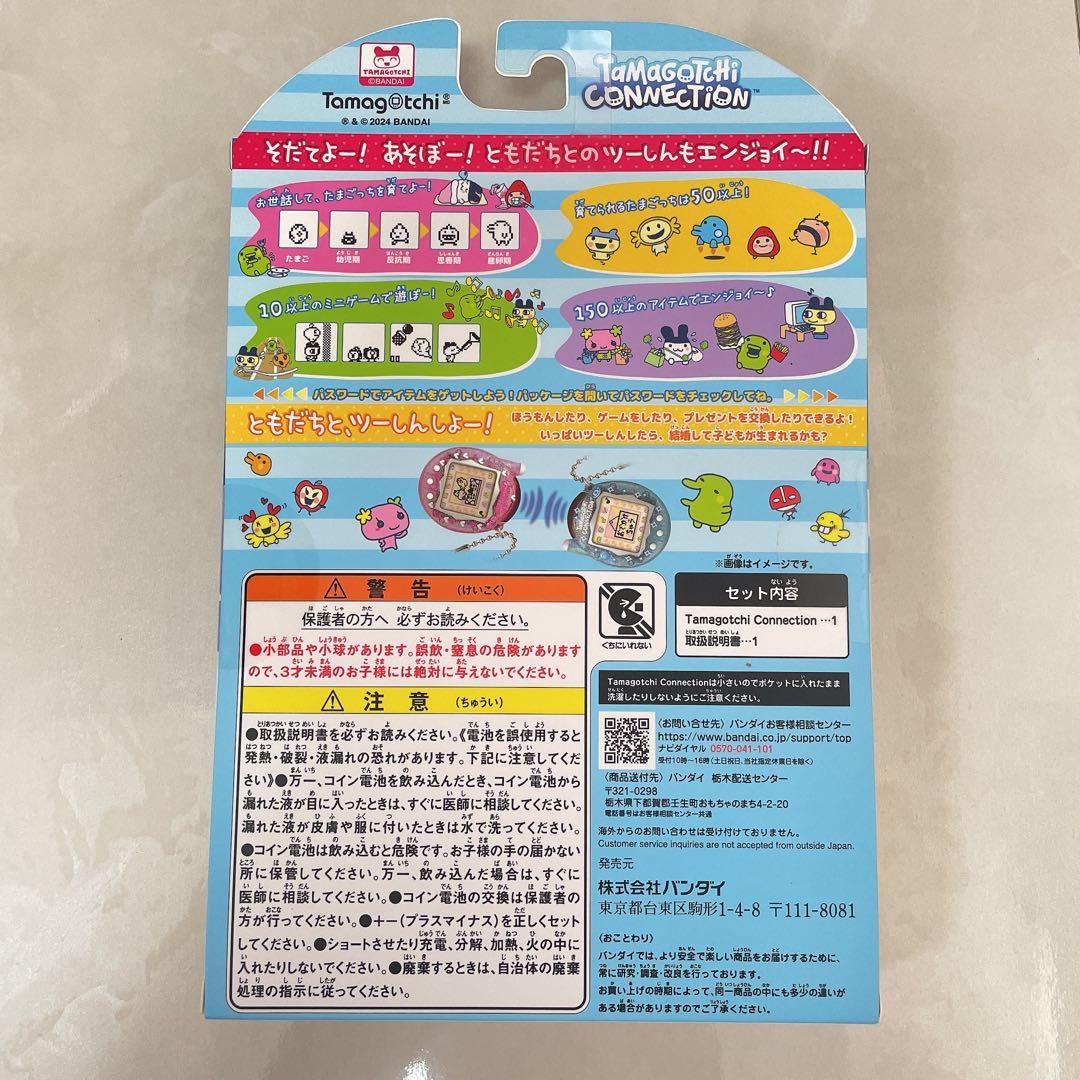 TAMAGOTCHI
©BANDAI
Tamagotchi
® & © 2024 BANDAI
TAMAGOTCHI
CONNECTION™
そだてよー! あそぼー! ともだちとのツーしんもエンジョイ〜!!
お世話して、たまごっちを育てよー!
たまご
幼児期
反抗期
思春期
産卵期
育てられるたまごっちは50以上!
10以上のミニゲームで遊ぼー!
150以上のアイテムでエンジョイ〜♪
パスワードでアイテムをゲットしよう!パッケージを開いてパスワードをチェックしてね。
ともだちと、ツーしんしよー!
ほうもんしたり、ゲームをしたり、プレゼントを交換したりできるよ!
いっぱいツーしんしたら、結婚して子どもが生まれるかも?
※画像はイメージです。
警告 (けいこく)
保護者の方へ 必ずお読みください。
●小部品や小球があります。誤飲・窒息の危険があります
ので、3才未満のお子様には絶対に与えないでください。
注意 (ちゅうい)
●取扱説明書を必ずお読みください。《電池を誤使用すると
発熱・破裂・液漏れの恐れがあります。下記に注意してくだ
さい》●万一、コイン電池を飲み込んだとき、コイン電池から
漏れた液が目に入ったときは、すぐに医師に相談してください。
漏れた液が皮膚や服に付いたときは水で洗ってください。
●コイン電池は飲み込むと危険です。お子様の手の届かない
所に保管してください。万一、飲み込んだ場合は、すぐに
医師に相談してください。●コイン電池の交換は保護者の
方が行ってください。●+−(プラスマイナス)を正しくセット
してください。●ショートさせたり充電、分解、加熱、火の中に
入れたりしないでください。●廃棄するときは、自治体の廃棄
処理の指示に従ってください。
くちにいれない
セット内容
Tamagotchi Connection …1
取扱説明書…1
Tamagotchi Connectionは小さいのでポケットに入れたまま
洗濯したりしないようにご注意ください。
〈お問い合せ先〉バンダイお客様相談センター
https://www.bandai.co.jp/support/top
ナビダイヤル 0570-041-101
受付10時〜16時(土日祝日、当社指定休業日を除く)
〈商品送付先〉バンダイ 栃木配送センター
〒321-0298
栃木県下都賀郡壬生町おもちゃのまち4-2-20
電話番号はお客様相談センター共通
海外からのお問い合わせは受け付けておりません。
Customer service inquiries are not accepted from outside Japan.
発売元
株式会社バンダイ
東京都台東区駒形1-4-8 〒111-8081
〈おことわり〉
バンダイでは、より安全で楽しい商品をお届けするために、
常に研究・調査・改良を行っております。
お買い上げの時期によって、同一商品の中にも多少の違いが
ある場合がありますのでご了承ください。